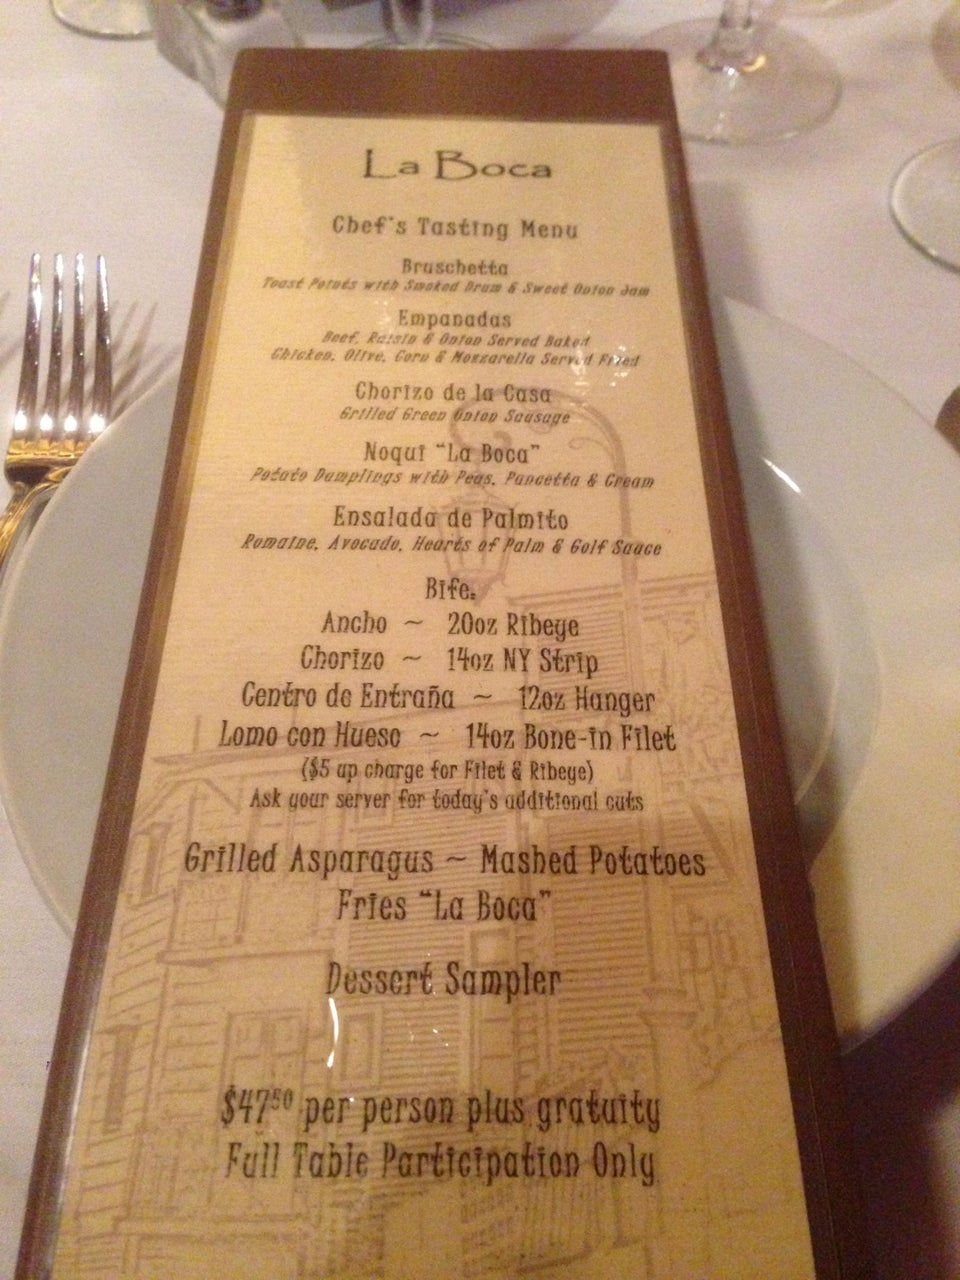 La Boca
Chef's Tasting Menu
Bruschetta
Toast Points with Smoked Drum & Sweet Onion Jam
Empanadas
Beef, Raisin & Onion Served Baked
Chicken, Olive, Corn & Mozzarella Served Fried
Chorizo de la Casa
Grilled Green Onion Sausage
Noqui "La Boca"
Potato Dumplings with Peas, Pancetta & Cream
Ensalada de Palmito
Romaine, Avocado, Hearts of Palm & Golf Sauce
Bife:
Ancho ~ 20oz Ribeye
Chorizo ~ 14oz NY Strip
Centro de Entraña ~ 12oz Hanger
Lomo con Hueso ~ 14oz Bone-in Filet
($5 up charge for Filet & Ribeye)
Ask your server for today's additional cuts
Grilled Asparagus ~ Mashed Potatoes
Fries "La Boca"
Dessert Sampler
$47⁵⁰ per person plus gratuity
Full Table Participation Only